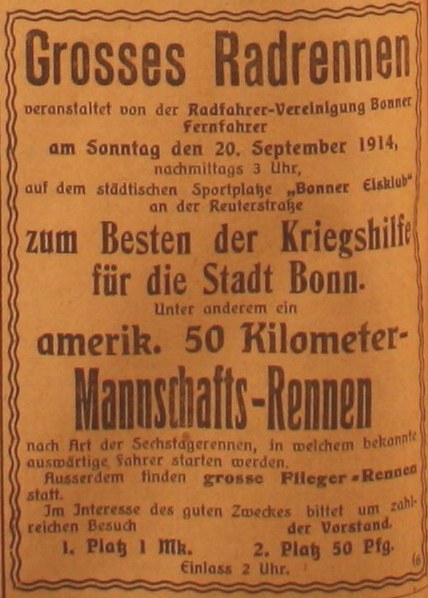 Grosses Radrennen
veranstaltet von der Radfahrer-Vereinigung Bonner
Fernfahrer
am Sonntag den 20. September 1914,
nachmittags 3 Uhr,
auf dem städtischen Sportplatze „Bonner Eisklub“
an der Reuterstraße
zum Besten der Kriegshilfe
für die Stadt Bonn.
Unter anderem ein
amerik. 50 Kilometer-
Mannschafts-Rennen
nach Art der Sechstagerennen, in welchem bekannte
auswärtige Fahrer starten werden.
Ausserdem finden grosse Flieger-Rennen
statt.
Im Interesse des guten Zweckes bittet um zahl-
reichen Besuch der Vorstand.
1. Platz 1 Mk. 2. Platz 50 Pfg.
Einlass 2 Uhr. (6